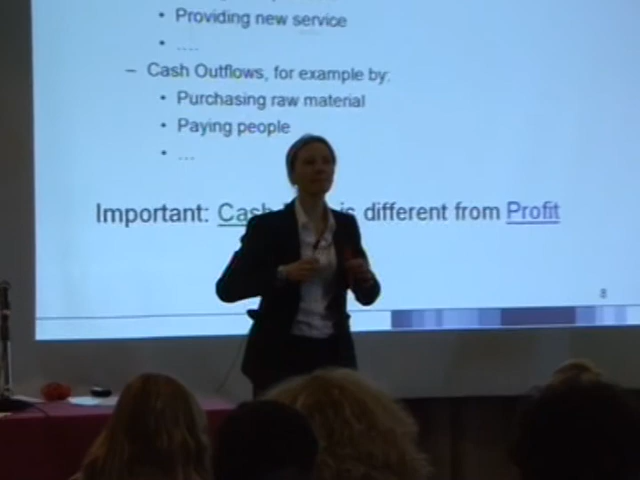 • Providing new service
• ....
– Cash Outflows, for example by:
• Purchasing raw material
• Paying people
• ...
Important: Cash is different from Profit
8